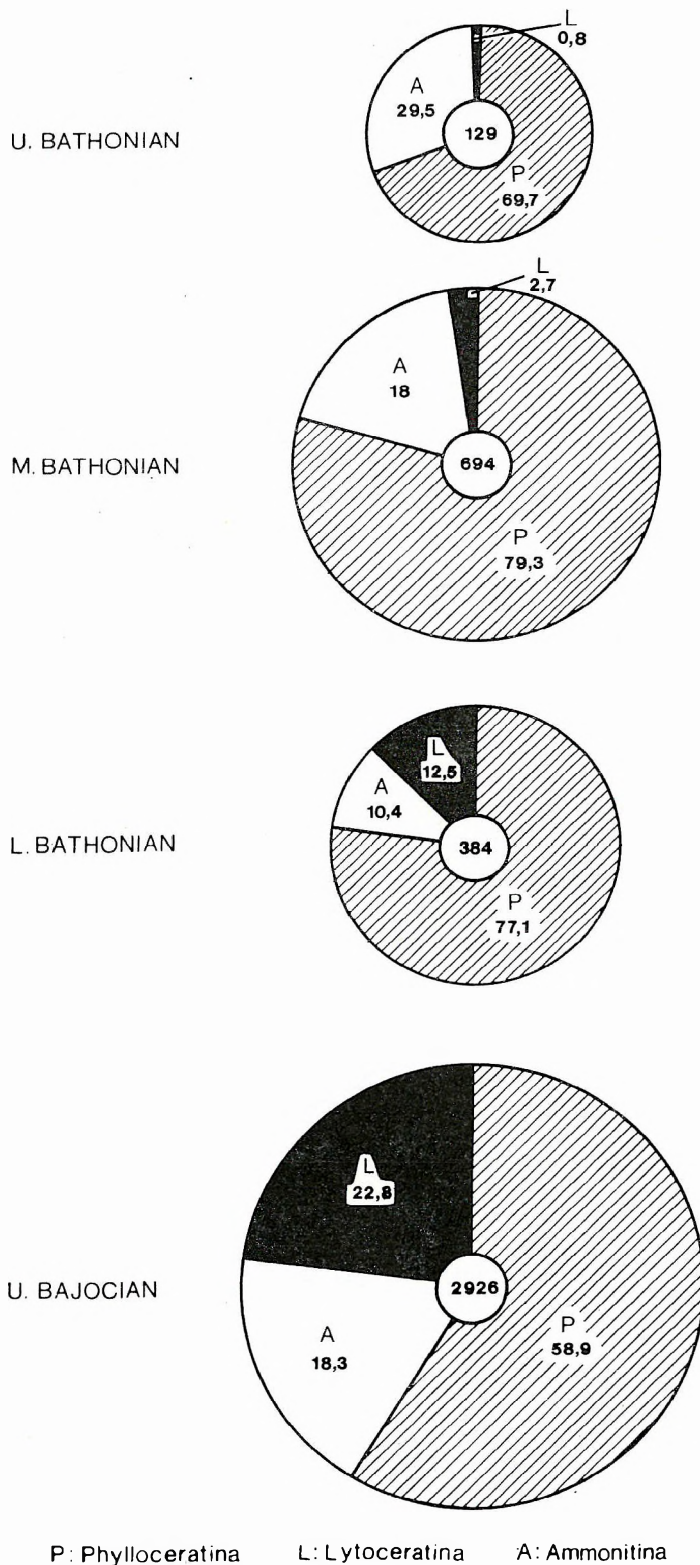 L
0,8
A
29,5
129
U. BATHONIAN
P
69,7
L
2,7
A
18
M. BATHONIAN
694
P
79,3
L
12,5
A
10,4
L. BATHONIAN
384
P
77,1
L
22,8
U. BAJOCIAN
2926
A
18,3
P
58,9
P: Phylloceratina L: Lytoceratina A: Ammonitina